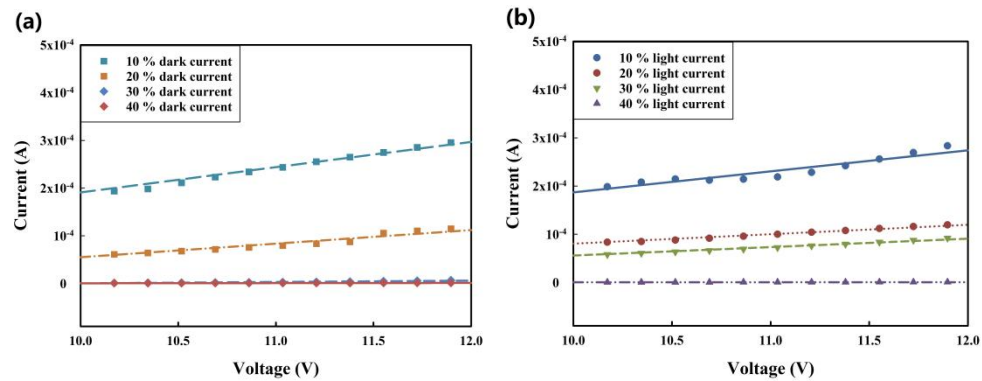 (a)
5x10-4
4x10-4
3x10-4
2x10-4
10-4
0
Current (A)
10 % dark current
20 % dark current
30 % dark current
40 % dark current
10.0 10.5 11.0 11.5 12.0
Voltage (V)
(b)
5x10-4
4x10-4
3x10-4
2x10-4
10-4
0
Current (A)
10 % light current
20 % light current
30 % light current
40 % light current
10.0 10.5 11.0 11.5 12.0
Voltage (V)